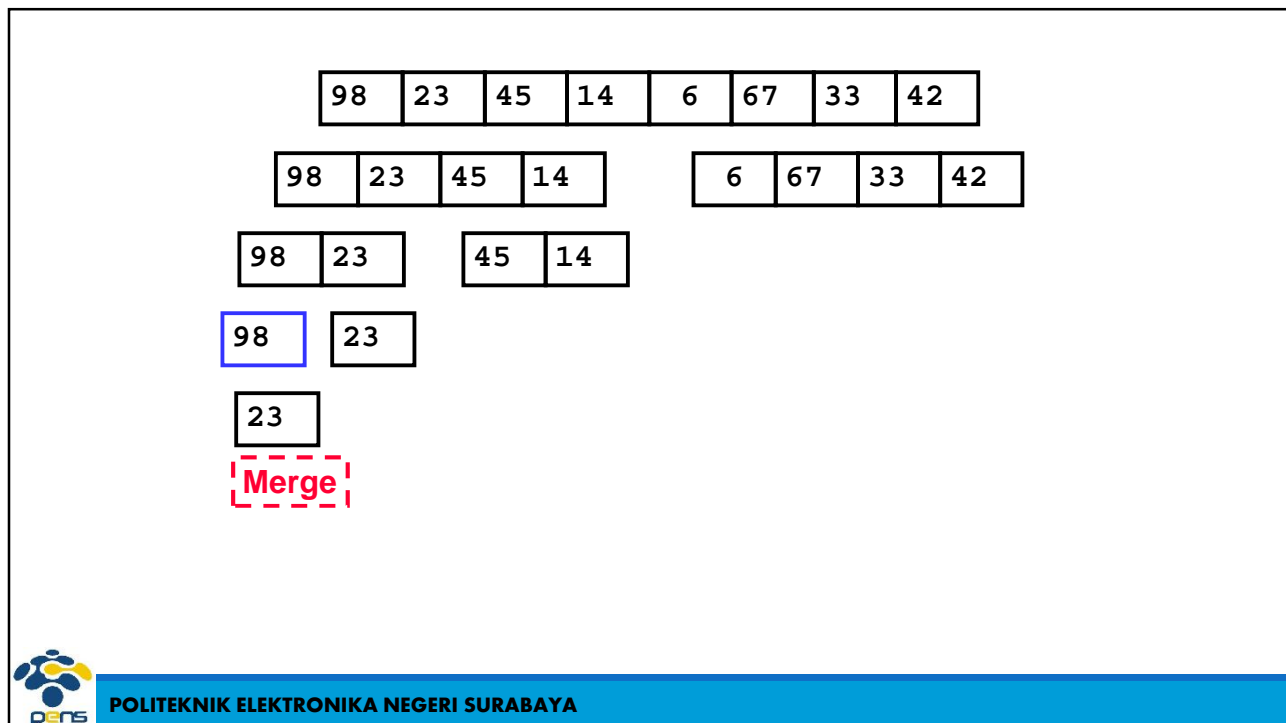 98 23 45 14 6 67 33 42
98 23 45 14 6 67 33 42
98 23 45 14
98 23
23
Merge
pens
POLITEKNIK ELEKTRONIKA NEGERI SURABAYA